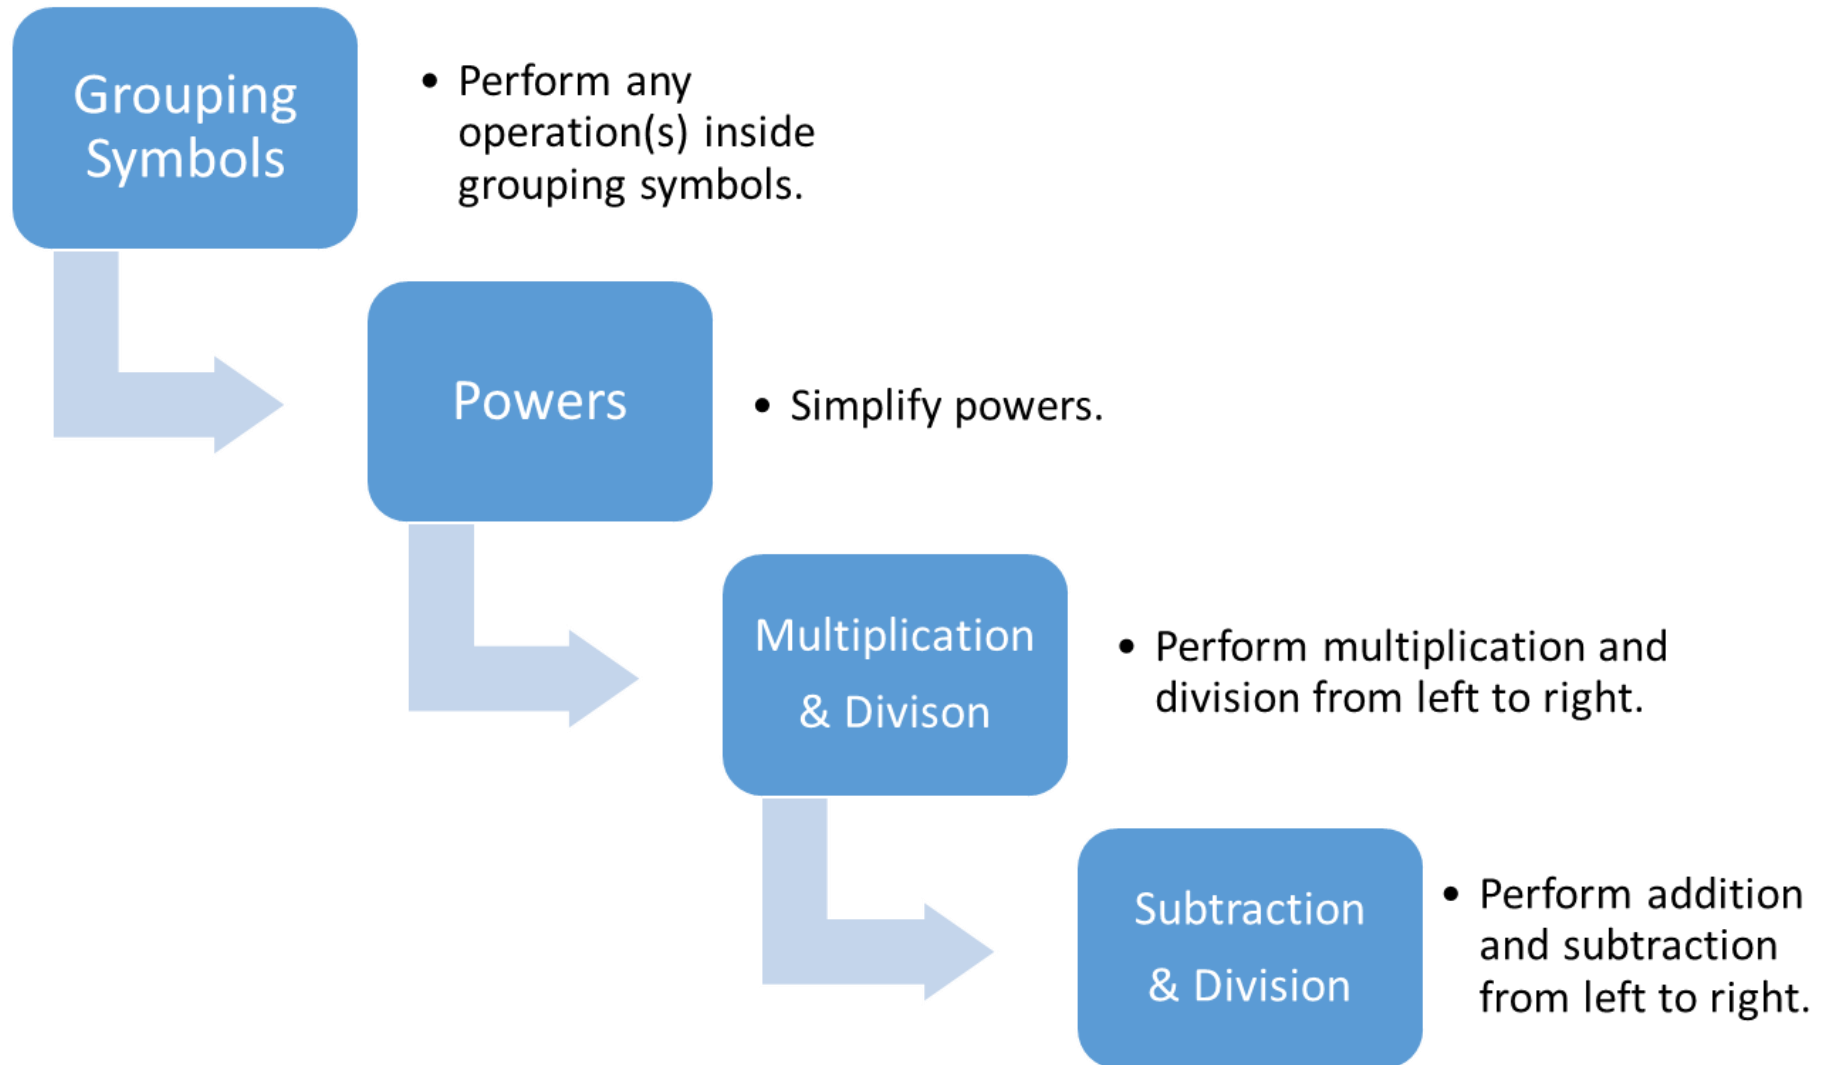 Grouping
Symbols
• Perform any
operation(s) inside
grouping symbols.
Powers
• Simplify powers.
Multiplication
& Divison
• Perform multiplication and
division from left to right.
Subtraction
& Division
• Perform addition
and subtraction
from left to right.